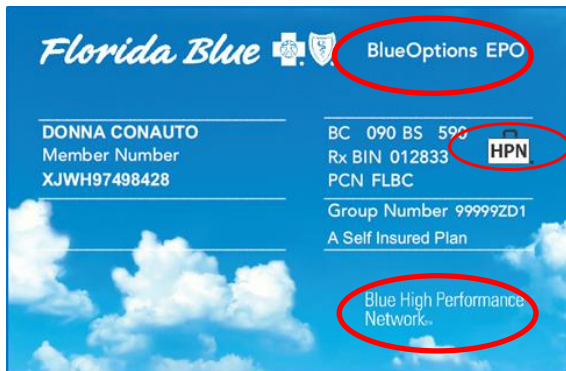 Florida Blue
BlueOptions EPO
DONNA CONAUTO
Member Number
XJWH97498428
BC 090 BS 590
Rx BIN 012833
PCN FLBC
HPN
Group Number 99999ZD1
A Self Insured Plan
Blue High Performance
Network℠